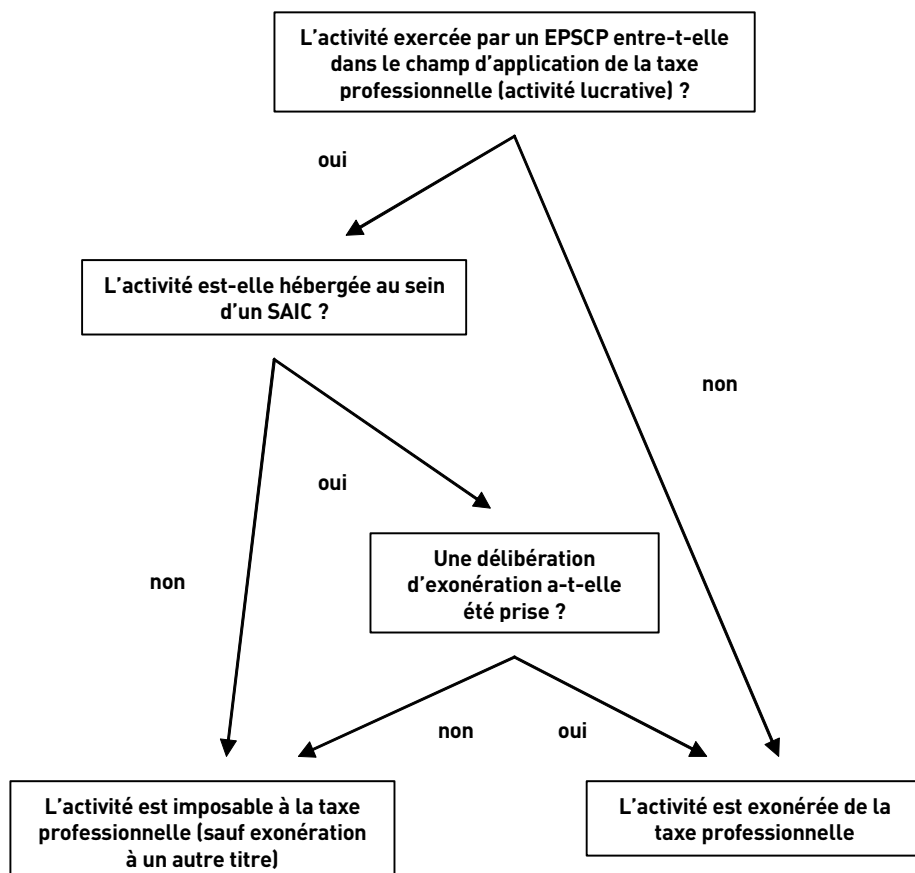 L'activité exercée par un EPSCP entre-t-elle
dans le champ d'application de la taxe
professionnelle (activité lucrative) ?
oui
L'activité est-elle hébergée au sein
d'un SAIC ?
non
oui
Une délibération
d'exonération a-t-elle
été prise ?
non
non
oui
L'activité est imposable à la taxe
professionnelle (sauf exonération
à un autre titre)
L'activité est exonérée de la
taxe professionnelle